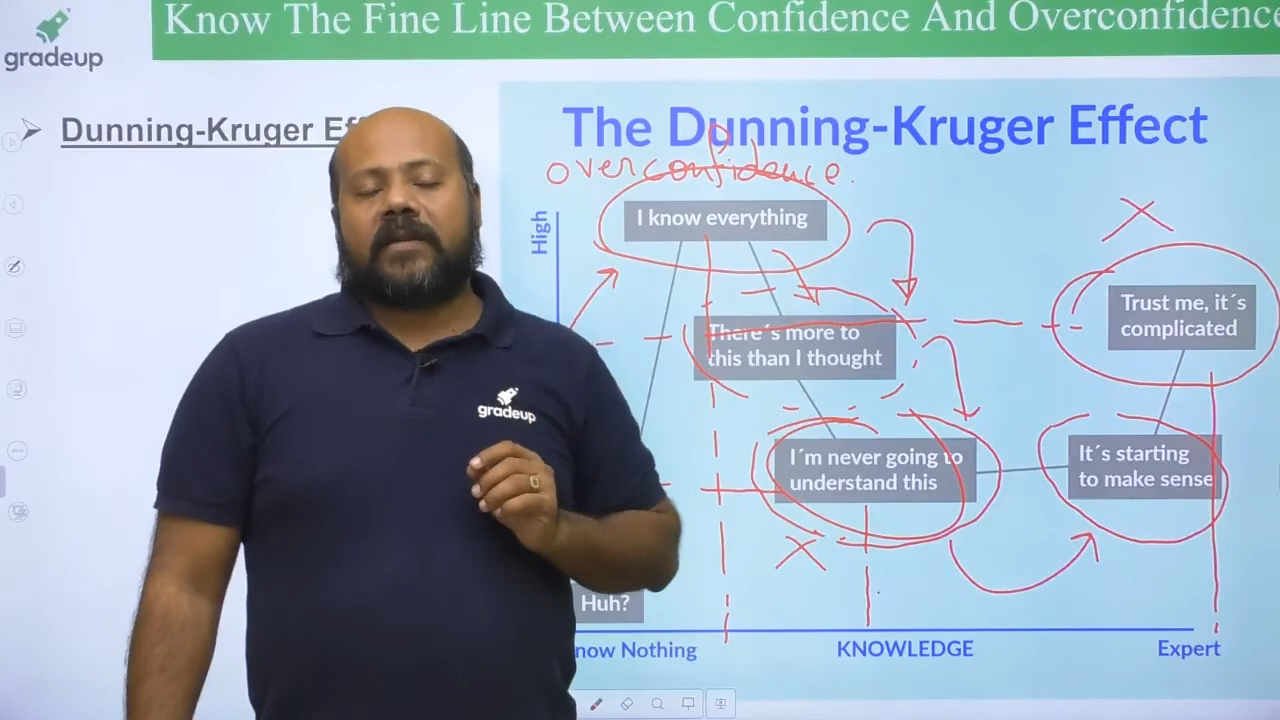 Know The Fine Line Between Confidence And Overconfidence
gradeup
Dunning-Kruger Ef
The Dunning-Kruger Effect
overconfidence.
High
I know everything
Trust me, it´s
complicated
There´s more to
this than I thought
gradeup
I´m never going to
understand this
It´s starting
to make sense
Huh?
now Nothing
KNOWLEDGE
Expert